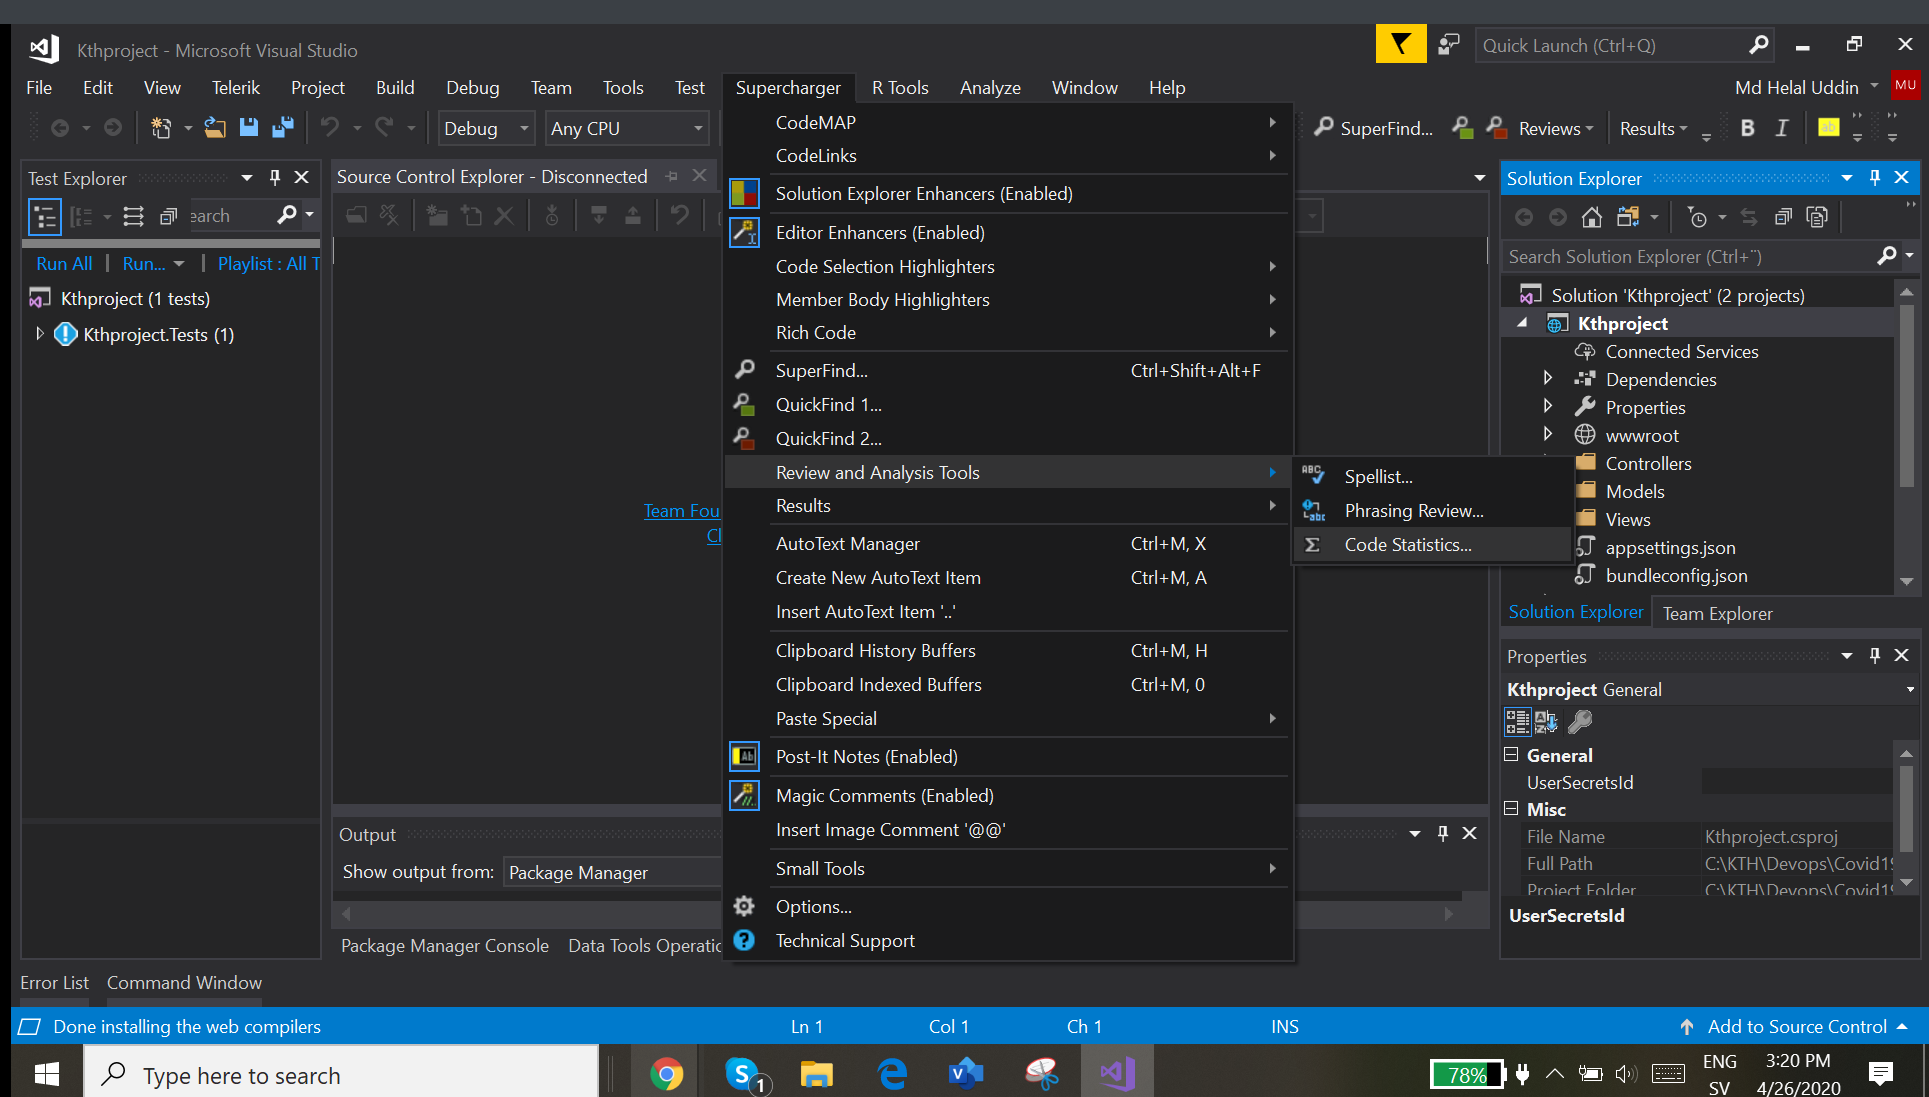 Kthproject - Microsoft Visual Studio
Quick Launch (Ctrl+Q)
File Edit View Telerik Project Build Debug Team Tools Test Supercharger R Tools Analyze Window Help
Md Helal Uddin MU
Debug Any CPU
SuperFind... Reviews Results B I ab
Test Explorer
earch
Run All | Run... | Playlist : All T
Kthproject (1 tests)
Kthproject.Tests (1)
Source Control Explorer - Disconnected
Team Fou
Cl
CodeMAP
CodeLinks
Solution Explorer Enhancers (Enabled)
Editor Enhancers (Enabled)
Code Selection Highlighters
Member Body Highlighters
Rich Code
SuperFind... Ctrl+Shift+Alt+F
QuickFind 1...
QuickFind 2...
Review and Analysis Tools
Results
AutoText Manager Ctrl+M, X
Create New AutoText Item Ctrl+M, A
Insert AutoText Item '..'
Clipboard History Buffers Ctrl+M, H
Clipboard Indexed Buffers Ctrl+M, 0
Paste Special
Ab Post-It Notes (Enabled)
Magic Comments (Enabled)
Insert Image Comment '@@'
Small Tools
Options...
? Technical Support
ABC Spellist...
abc Phrasing Review...
Σ Code Statistics...
Output
Show output from: Package Manager
Package Manager Console Data Tools Operatio
Solution Explorer
Search Solution Explorer (Ctrl+¨)
Solution 'Kthproject' (2 projects)
Kthproject
Connected Services
Dependencies
Properties
wwwroot
Controllers
Models
Views
appsettings.json
bundleconfig.json
Solution Explorer Team Explorer
Properties
Kthproject General
General
UserSecretsId
Misc
File Name Kthproject.csproj
Full Path C:\KTH\Devops\Covid19
Project Folder C:\KTH\Devops\Covid19
UserSecretsId
Error List Command Window
Done installing the web compilers Ln 1 Col 1 Ch 1 INS Add to Source Control
Type here to search
S 1
V
78%
ENG
SV
3:20 PM
4/26/2020